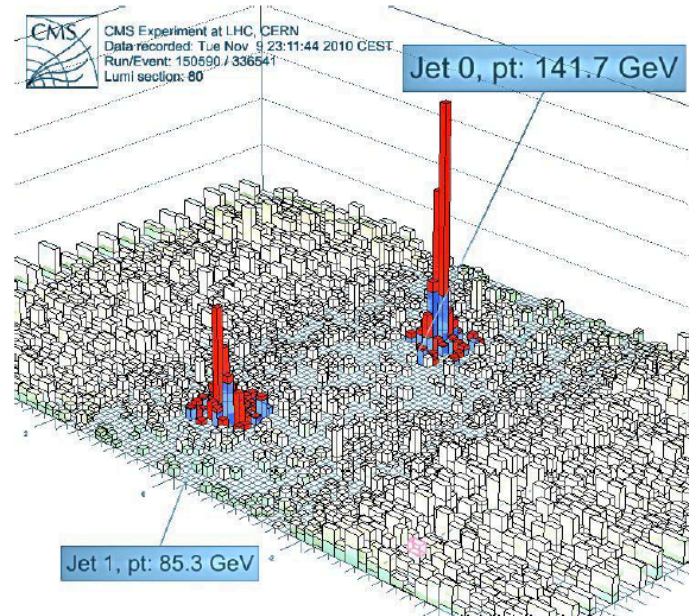 CMS
CMS Experiment at LHC, CERN
Data recorded: Tue Nov 9 23:11:44 2010 CEST
Run/Event: 150590 / 336541
Lumi section: 80
Jet 0, pt: 141.7 GeV
Jet 1, pt: 85.3 GeV